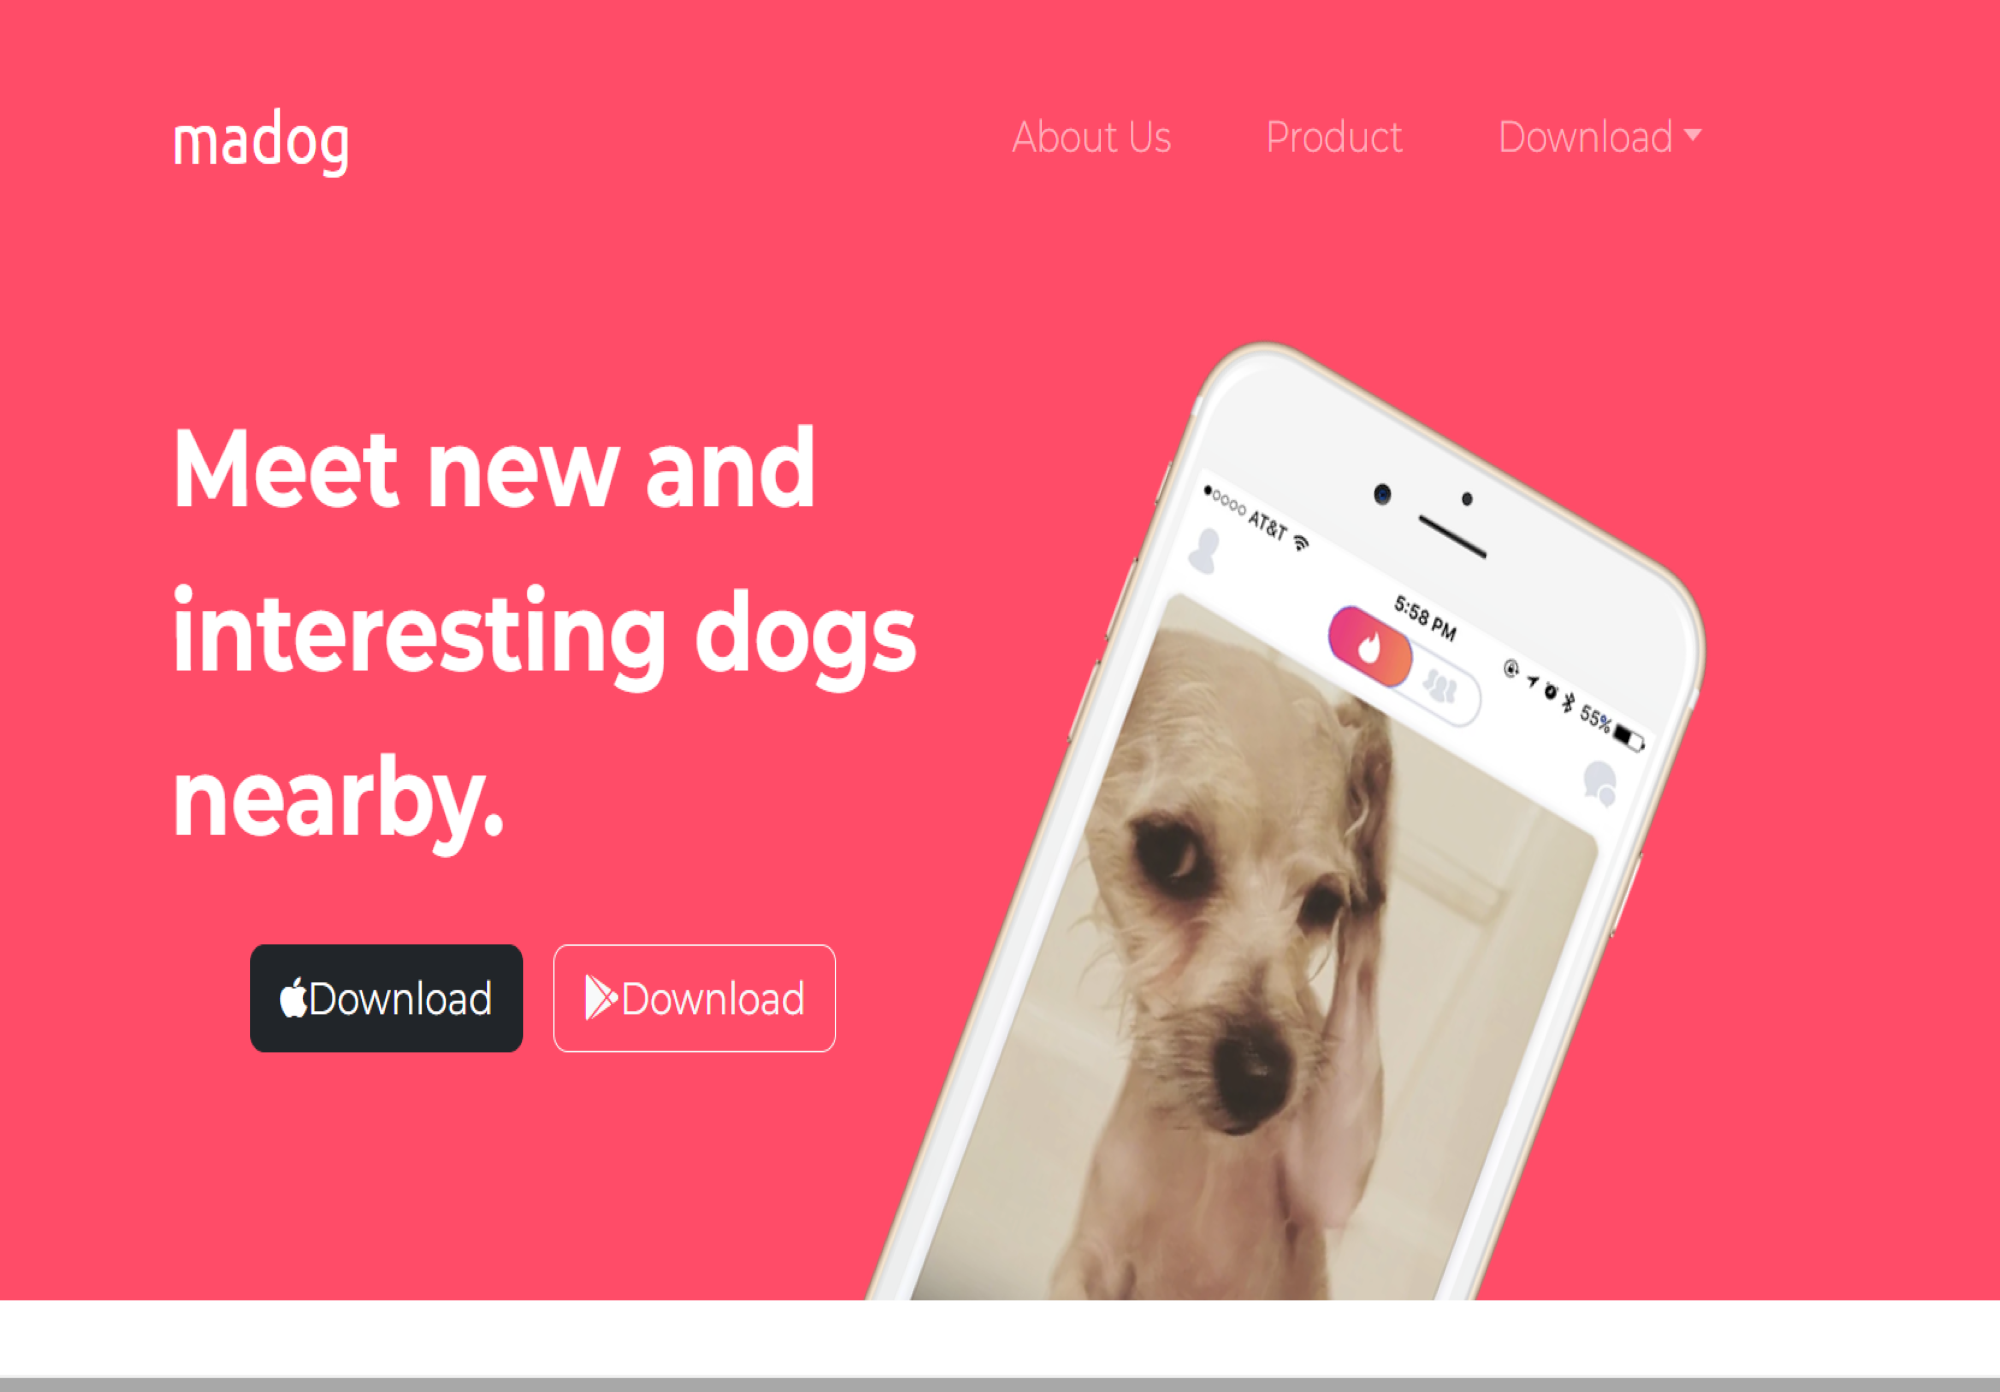 madog
About Us Product Download
Meet new and
interesting dogs
nearby.
Download Download
AT&T 5:58 PM 55%